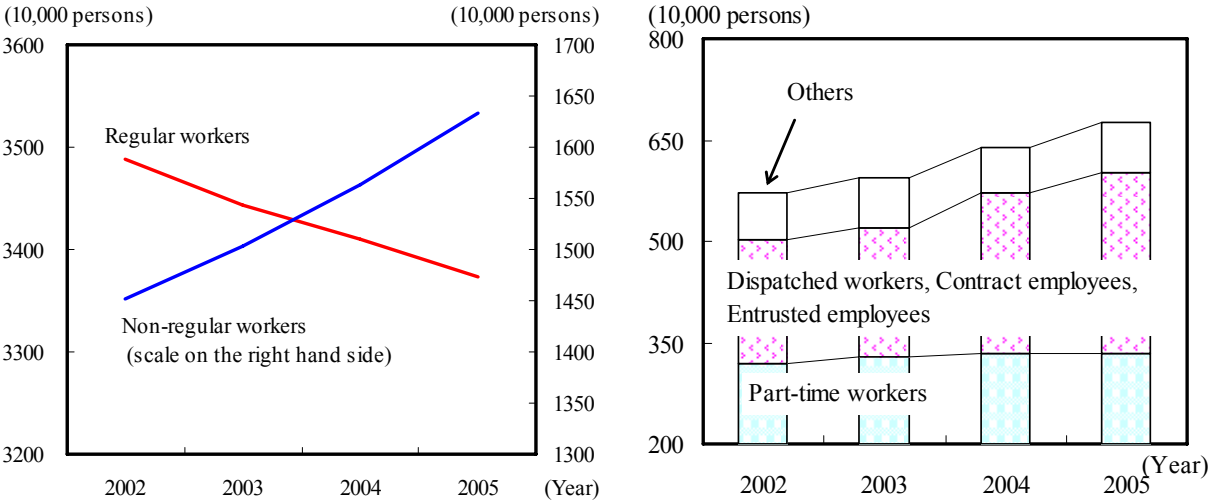 (10,000 persons)
(10,000 persons)
3600
3500
3400
3300
3200
1700
1650
1600
1550
1500
1450
1400
1350
1300
Regular workers
Non-regular workers
(scale on the right hand side)
2002
2003
2004
2005
(Year)
(10,000 persons)
800
650
500
350
200
Others
Dispatched workers, Contract employees,
Entrusted employees
Part-time workers
2002
2003
2004
2005
(Year)